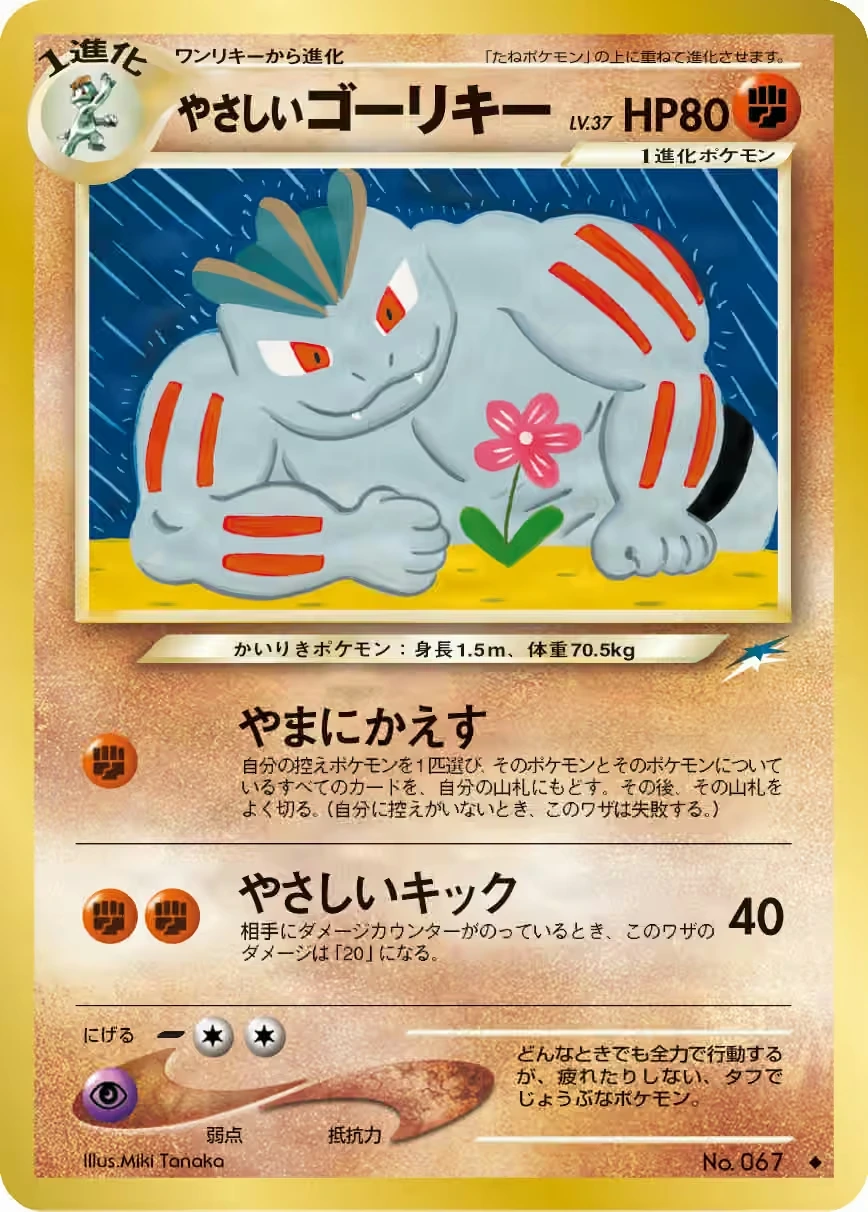 1進化
ワンリキーから進化
「たねポケモン」の上に重ねて進化させます。
やさしいゴーリキー LV.37 HP80
1進化ポケモン
かいりきポケモン：身長1.5m、体重70.5kg
やまにかえす
自分の控えポケモンを1匹選び、そのポケモンとそのポケモンについて
いるすべてのカードを、自分の山札にもどす。その後、その山札を
よく切る。（自分に控えがいないとき、このワザは失敗する。）
やさしいキック 40
相手にダメージカウンターがのっているとき、このワザの
ダメージは「20」になる。
にげる
どんなときでも全力で行動する
が、疲れたりしない、タフで
じょうぶなポケモン。
弱点
抵抗力
Illus.Miki Tanaka
No. 067